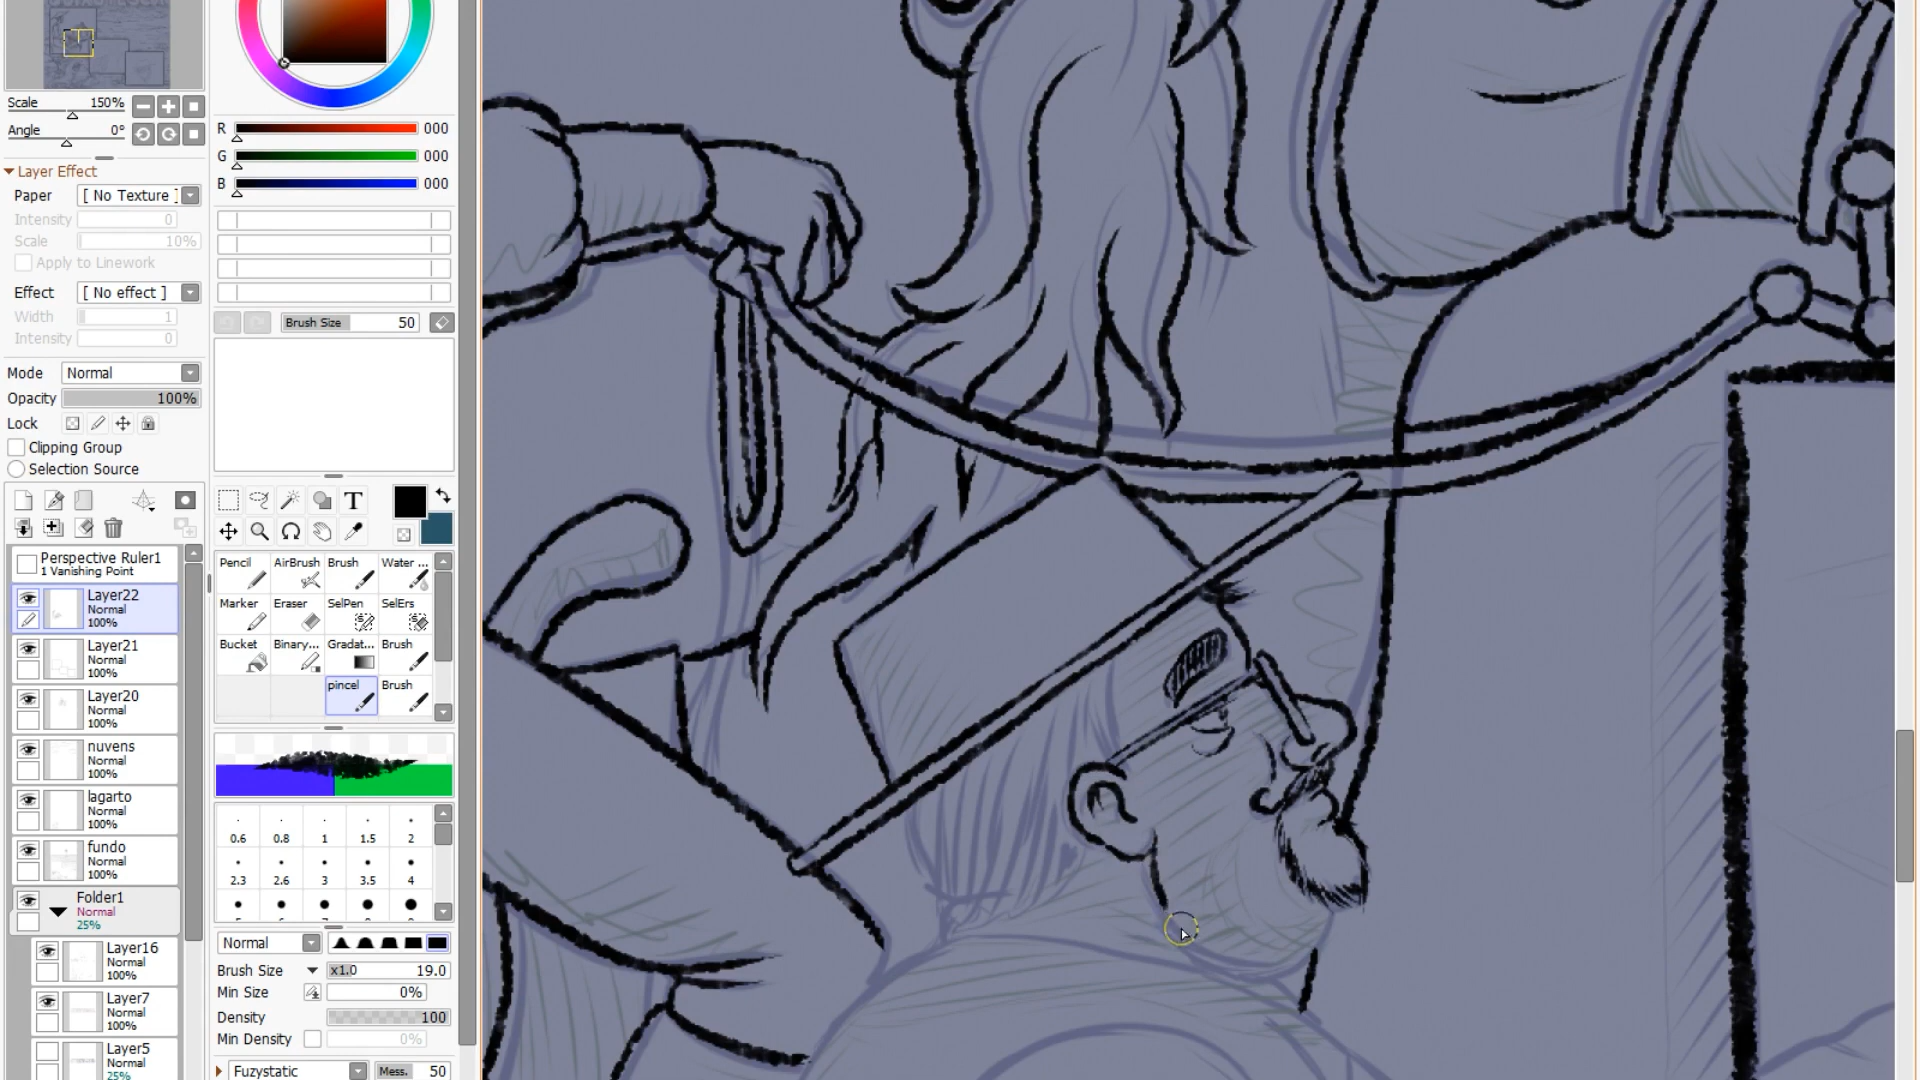 Scale 150%
Angle 0°
Layer Effect
Paper [ No Texture ]
Intensity 0
Scale 10%
Apply to Linework
Effect [ No effect ]
Width 1
Intensity 0
Mode Normal
Opacity 100%
Lock
Clipping Group
Selection Source
Perspective Ruler1
1 Vanishing Point
Layer22
Normal
100%
Layer21
Normal
100%
Layer20
Normal
100%
nuvens
Normal
100%
lagarto
Normal
100%
fundo
Normal
100%
Folder1
Normal
25%
Layer16
Normal
100%
Layer7
Normal
100%
Layer5
Normal
25%
R 000
G 000
B 000
Brush Size 50
T
Pencil AirBrush Brush Water ...
Marker Eraser SelPen SelErs
Bucket Binary... Gradat... Brush
pincel Brush
0.6 0.8 1 1.5 2
2.3 2.6 3 3.5 4
Normal
Brush Size x1.0 19.0
Min Size 0%
Density 100
Min Density 0%
Fuzystatic Mess. 50